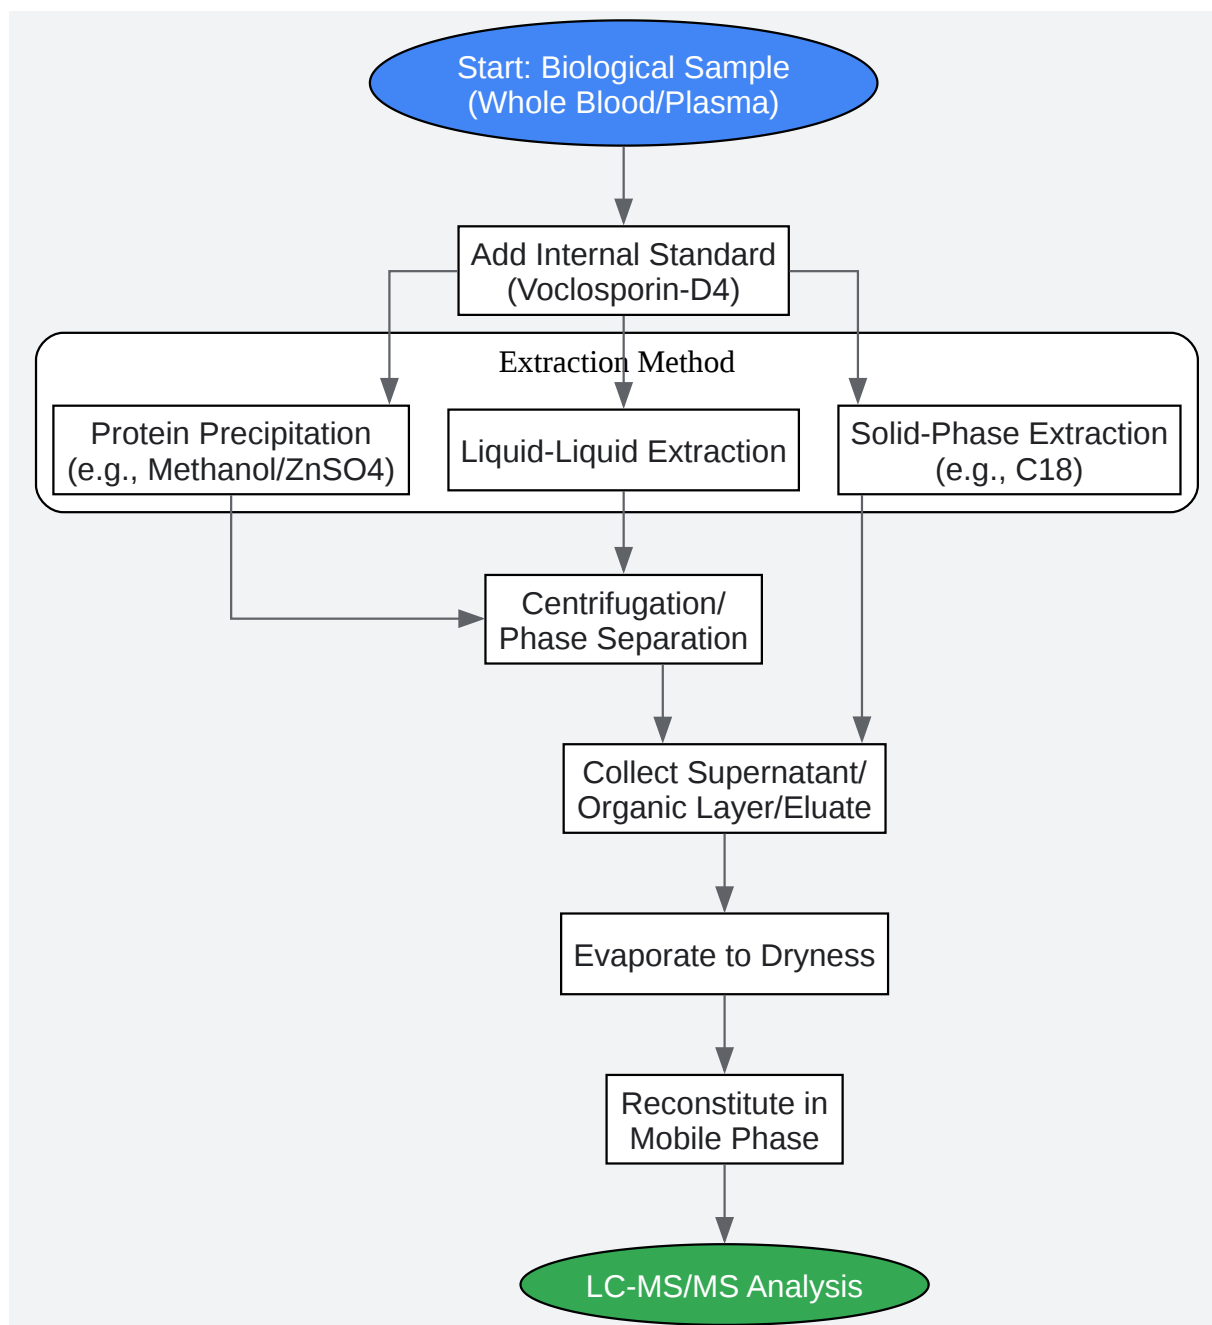 Start: Biological Sample
(Whole Blood/Plasma)
Add Internal Standard
(Voclosporin-D4)
Extraction Method
Protein Precipitation
(e.g., Methanol/ZnSO4)
Liquid-Liquid Extraction
Solid-Phase Extraction
(e.g., C18)
Centrifugation/
Phase Separation
Collect Supernatant/
Organic Layer/Eluate
Evaporate to Dryness
Reconstitute in
Mobile Phase
LC-MS/MS Analysis